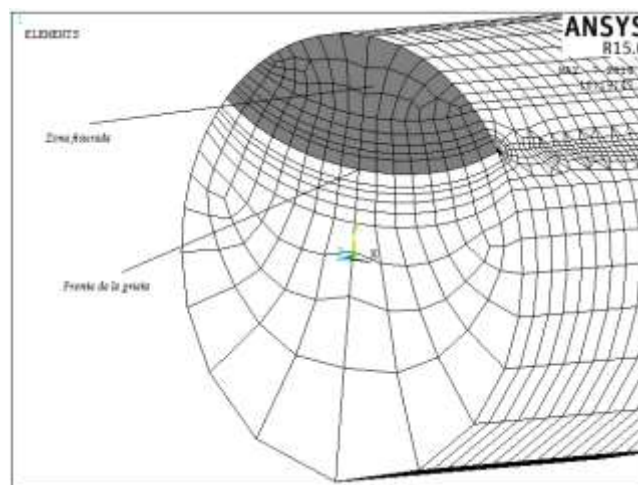 ELEMENTS
ANSYS
R15.0
Zona fisurada
Frente de la grieta